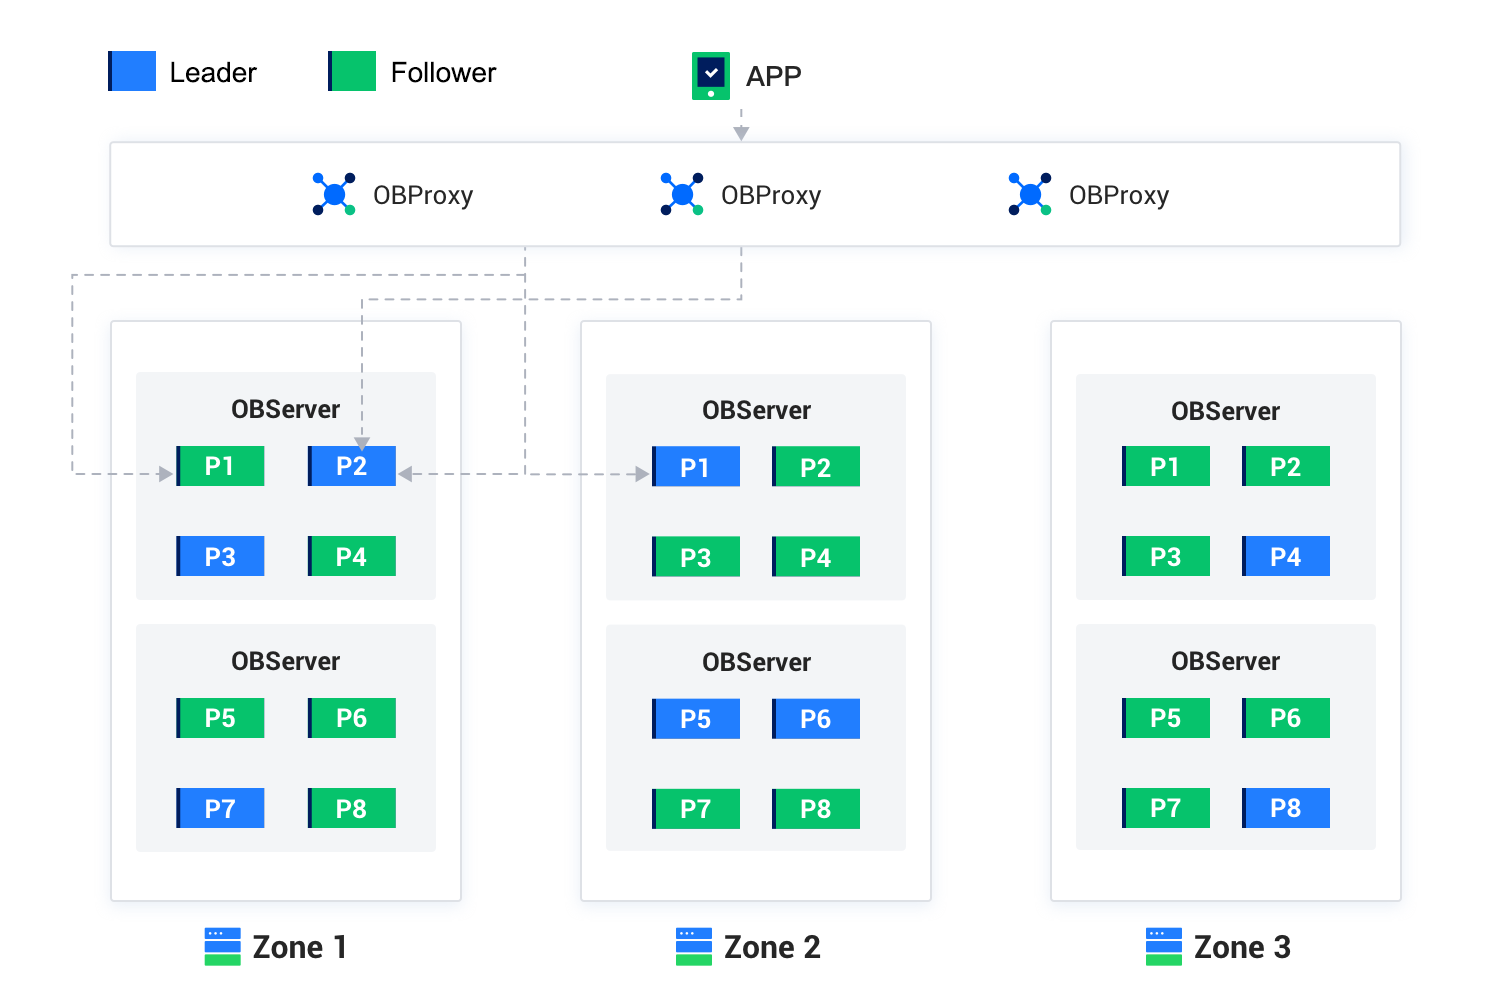 Leader
Follower
APP
OBProxy
OBProxy
OBProxy
OBServer
P1
P2
P3
P4
OBServer
P5
P6
P7
P8
Zone 1
OBServer
P1
P2
P3
P4
OBServer
P5
P6
P7
P8
Zone 2
OBServer
P1
P2
P3
P4
OBServer
P5
P6
P7
P8
Zone 3